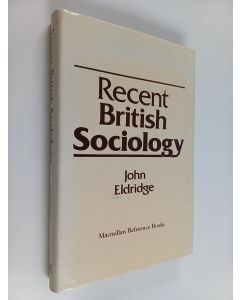 Recent
British
Sociology
John
Eldridge
Macmillan Reference Books